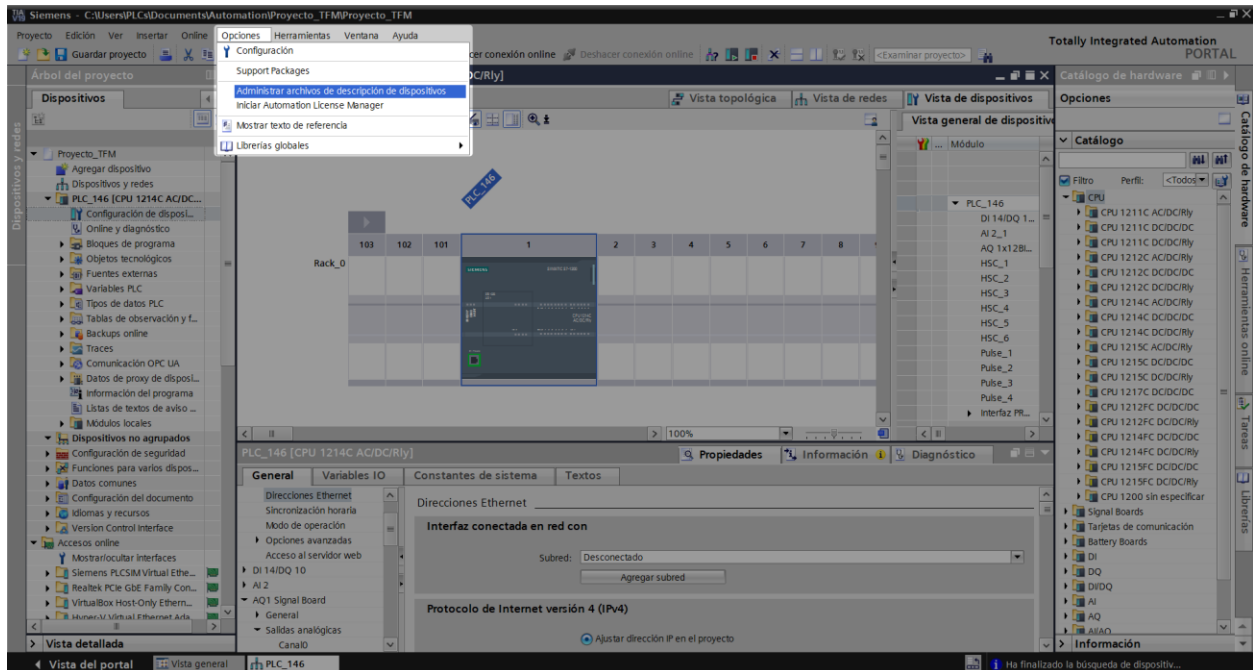 Siemens - C:\Users\PLCs\Documents\Automation\Proyecto_TFM\Proyecto_TFM
Proyecto Edición Ver Insertar Online Opciones Herramientas Ventana Ayuda
Totally Integrated Automation
PORTAL
Guardar proyecto
cer conexión online Deshacer conexión online <Examinar proyecto>
Configuración
Support Packages
Administrar archivos de descripción de dispositivos
Iniciar Automation License Manager
Mostrar texto de referencia
Librerías globales
Árbol del proyecto
Dispositivos
Dispositivos y redes
Proyecto_TFM
Agregar dispositivo
Dispositivos y redes
PLC_146 [CPU 1214C AC/DC...
Configuración de disposi...
Online y diagnóstico
Bloques de programa
Objetos tecnológicos
Fuentes externas
Variables PLC
Tipos de datos PLC
Tablas de observación y f...
Backups online
Traces
Comunicación OPC UA
Datos de proxy de disposi...
Información del programa
Listas de textos de aviso ...
Módulos locales
Dispositivos no agrupados
Configuración de seguridad
Funciones para varios dispos...
Datos comunes
Configuración del documento
Idiomas y recursos
Version Control Interface
Accesos online
Mostrar/ocultar interfaces
Siemens PLCSIM Virtual Ethe...
Realtek PCIe GbE Family Con...
VirtualBox Host-Only Ethern...
Hyper-V Virtual Ethernet Ada...
Vista detallada
DC/Rly]
Vista topológica Vista de redes Vista de dispositivos
PLC_146
103 102 101 1 2 3 4 5 6 7 8
Rack_0
SIEMENS
100%
Vista general de dispositiv
... Módulo
PLC_146
DI 14/DQ 1...
AI 2_1
AQ 1x12BI...
HSC_1
HSC_2
HSC_3
HSC_4
HSC_5
HSC_6
Pulse_1
Pulse_2
Pulse_3
Pulse_4
Interfaz PR...
PLC_146 [CPU 1214C AC/DC/Rly]
Propiedades Información Diagnóstico
General Variables IO Constantes de sistema Textos
Direcciones Ethernet
Sincronización horaria
Modo de operación
Opciones avanzadas
Acceso al servidor web
DI 14/DQ 10
AI 2
AQ1 Signal Board
General
Salidas analógicas
Canal0
Direcciones Ethernet
Interfaz conectada en red con
Subred: Desconectado
Agregar subred
Protocolo de Internet versión 4 (IPv4)
Ajustar dirección IP en el proyecto
Catálogo de hardware
Opciones
Catálogo
Filtro Perfil: <Todos
CPU
CPU 1211C AC/DC/Rly
CPU 1211C DC/DC/DC
CPU 1211C DC/DC/Rly
CPU 1212C AC/DC/Rly
CPU 1212C DC/DC/DC
CPU 1212C DC/DC/Rly
CPU 1214C AC/DC/Rly
CPU 1214C DC/DC/DC
CPU 1214C DC/DC/Rly
CPU 1215C AC/DC/Rly
CPU 1215C DC/DC/DC
CPU 1215C DC/DC/Rly
CPU 1217C DC/DC/DC
CPU 1212FC DC/DC/DC
CPU 1212FC DC/DC/Rly
CPU 1214FC DC/DC/DC
CPU 1214FC DC/DC/Rly
CPU 1215FC DC/DC/DC
CPU 1215FC DC/DC/Rly
CPU 1200 sin especificar
Signal Boards
Tarjetas de comunicación
Battery Boards
DI
DQ
DI/DQ
AI
AQ
AI/AQ
Información
Catálogo de hardware
Herramientas online
Tareas
Librerías
Vista del portal Vista general PLC_146
Ha finalizado la búsqueda de dispositiv...